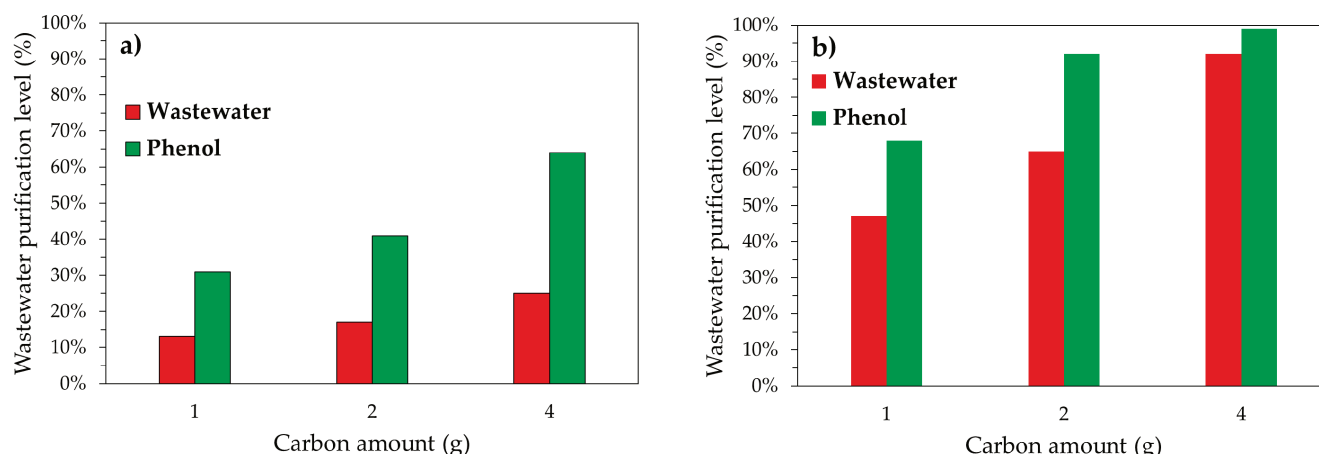 a)
Wastewater purification level (%)
100%
90%
80%
70%
60%
50%
40%
30%
20%
10%
0%
Wastewater
Phenol
1
2
4
Carbon amount (g)
b)
Wastewater purification level (%)
100%
90%
80%
70%
60%
50%
40%
30%
20%
10%
0%
Wastewater
Phenol
1
2
4
Carbon amount (g)